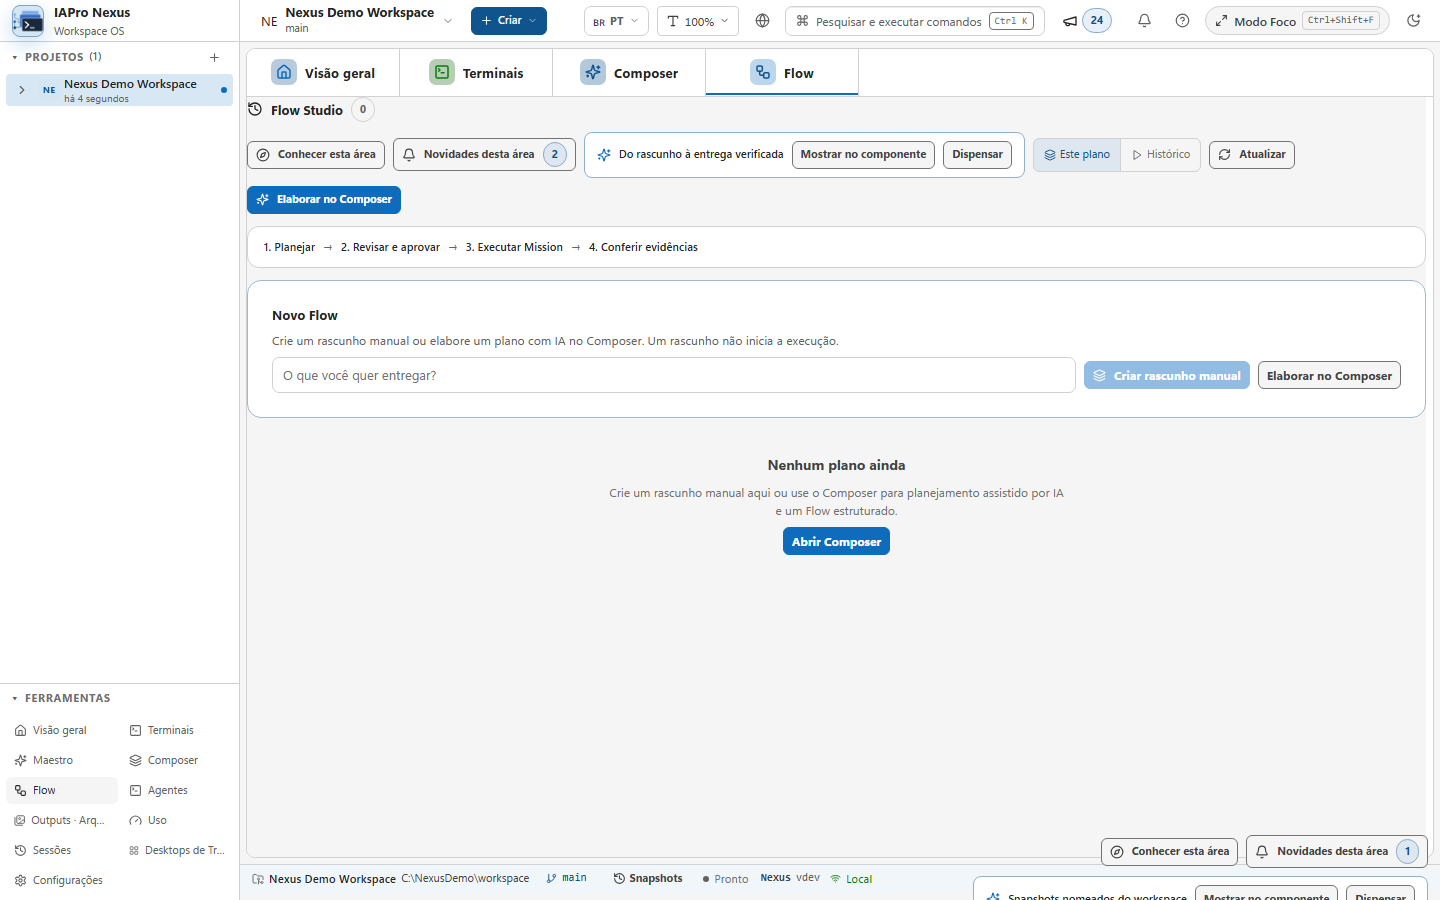 IAPro Nexus
Workspace OS
NE Nexus Demo Workspace
main
+ Criar
BR PT
100%
Pesquisar e executar comandos Ctrl K
24
Modo Foco Ctrl+Shift+F
PROJETOS (1)
NE Nexus Demo Workspace
há 4 segundos
Visão geral
Terminais
Composer
Flow
Flow Studio 0
Conhecer esta área
Novidades desta área 2
Do rascunho à entrega verificada
Mostrar no componente
Dispensar
Este plano
Histórico
Atualizar
Elaborar no Composer
1. Planejar → 2. Revisar e aprovar → 3. Executar Mission → 4. Conferir evidências
Novo Flow
Crie um rascunho manual ou elabore um plano com IA no Composer. Um rascunho não inicia a execução.
O que você quer entregar?
Criar rascunho manual
Elaborar no Composer
Nenhum plano ainda
Crie um rascunho manual aqui ou use o Composer para planejamento assistido por IA
e um Flow estruturado.
Abrir Composer
FERRAMENTAS
Visão geral
Terminais
Maestro
Composer
Flow
Agentes
Outputs · Arq...
Uso
Sessões
Desktops de Tr...
Configurações
Conhecer esta área
Novidades desta área 1
Nexus Demo Workspace C:\NexusDemo\workspace
main
Snapshots
Pronto
Nexus vdev
Local
Snapshots nomeados do workspace
Mostrar no componente
Dispensar